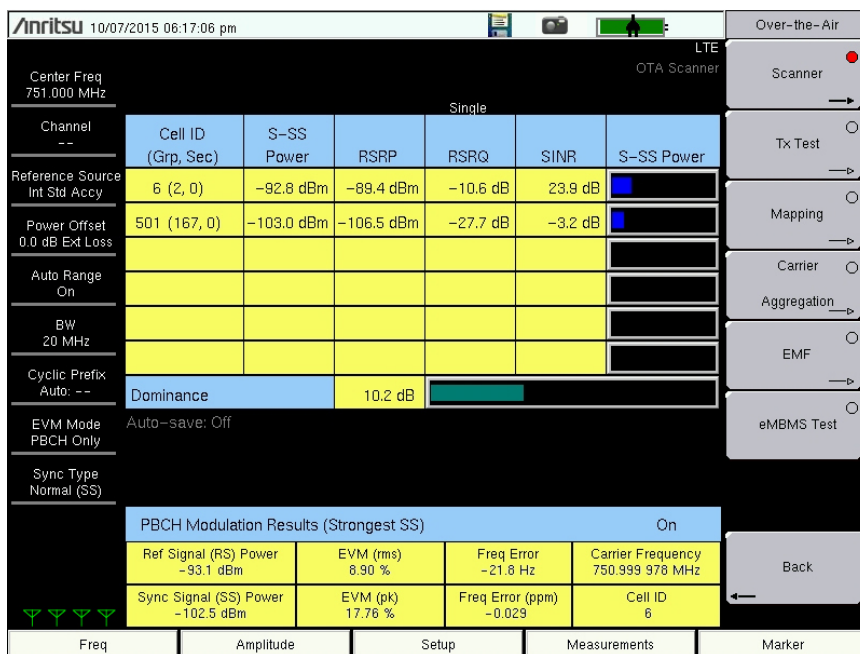 Anritsu 10/07/2015 06:17:06 pm
Over-the-Air
LTE
OTA Scanner
Center Freq
751.000 MHz
Channel
--
Reference Source
Int Std Accy
Power Offset
0.0 dB Ext Loss
Auto Range
On
BW
20 MHz
Cyclic Prefix
Auto: --
EVM Mode
PBCH Only
Sync Type
Normal (SS)
Single
Cell ID (Grp, Sec) S-SS Power RSRP RSRQ SINR S-SS Power
6 (2, 0) -92.8 dBm -89.4 dBm -10.6 dB 23.9 dB
501 (167, 0) -103.0 dBm -106.5 dBm -27.7 dB -3.2 dB
Dominance 10.2 dB
Auto-save: Off
PBCH Modulation Results (Strongest SS) On
Ref Signal (RS) Power
-93.1 dBm
EVM (rms)
8.90 %
Freq Error
-21.8 Hz
Carrier Frequency
750.999 978 MHz
Sync Signal (SS) Power
-102.5 dBm
EVM (pk)
17.76 %
Freq Error (ppm)
-0.029
Cell ID
6
Scanner
Tx Test
Mapping
Carrier
Aggregation
EMF
eMBMS Test
Back
Freq Amplitude Setup Measurements Marker